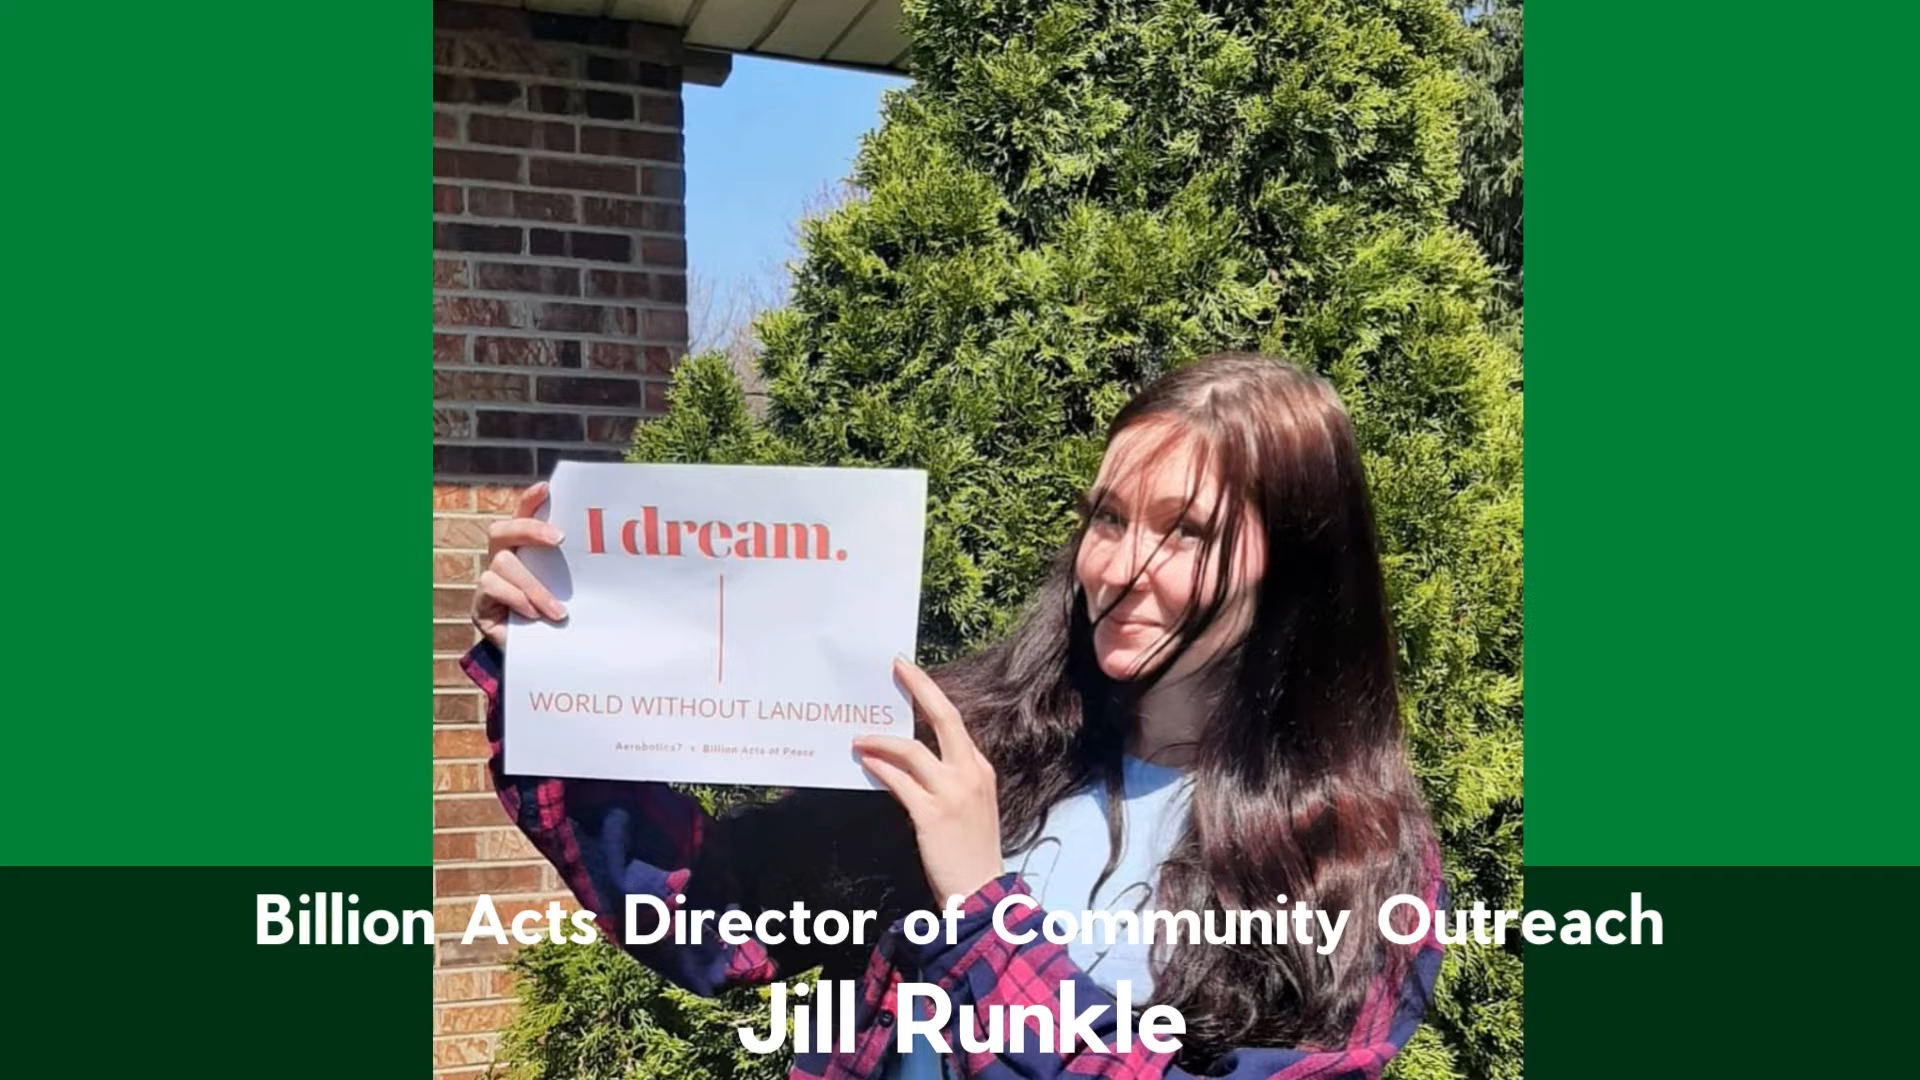 I dream.
WORLD WITHOUT LANDMINES
Aerobotics7 x Billion Acts of Peace
Billion Acts Director of Community Outreach
Jill Runkle